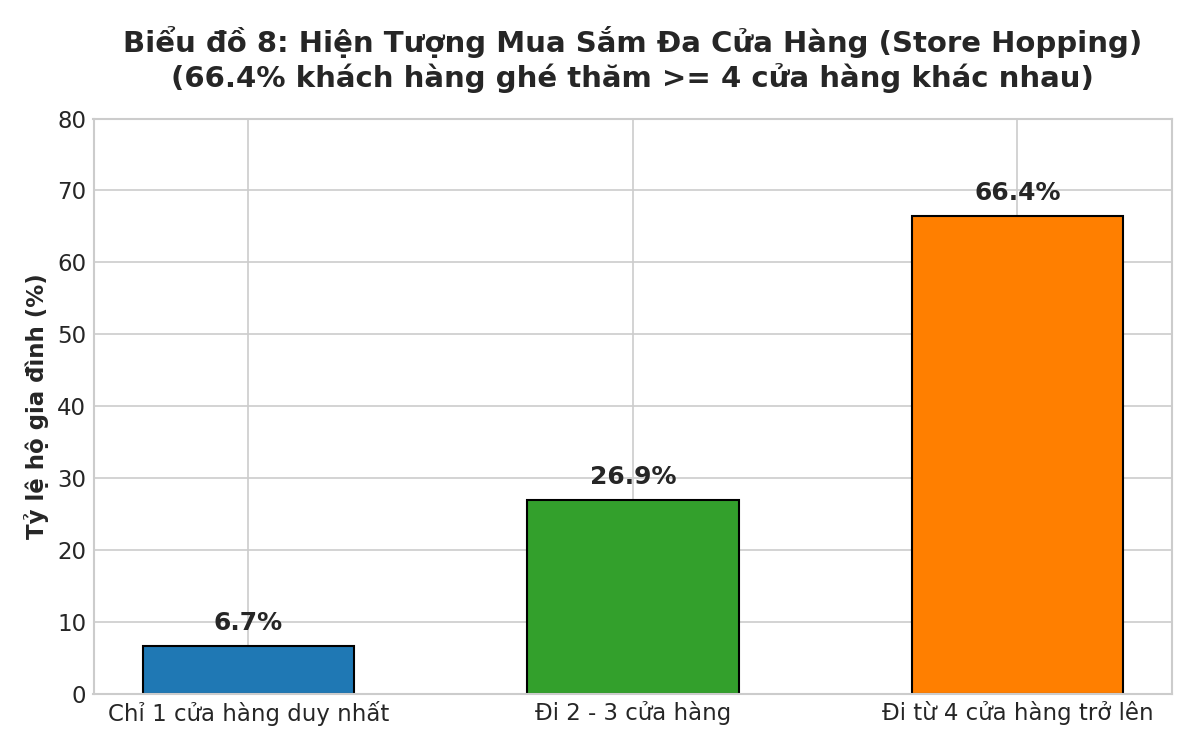 Biểu đồ 8: Hiện Tượng Mua Sắm Đa Cửa Hàng (Store Hopping)
(66.4% khách hàng ghé thăm >= 4 cửa hàng khác nhau)
Tỷ lệ hộ gia đình (%)
80
70
60
50
40
30
20
10
0
6.7%
26.9%
66.4%
Chỉ 1 cửa hàng duy nhất
Đi 2 - 3 cửa hàng
Đi từ 4 cửa hàng trở lên